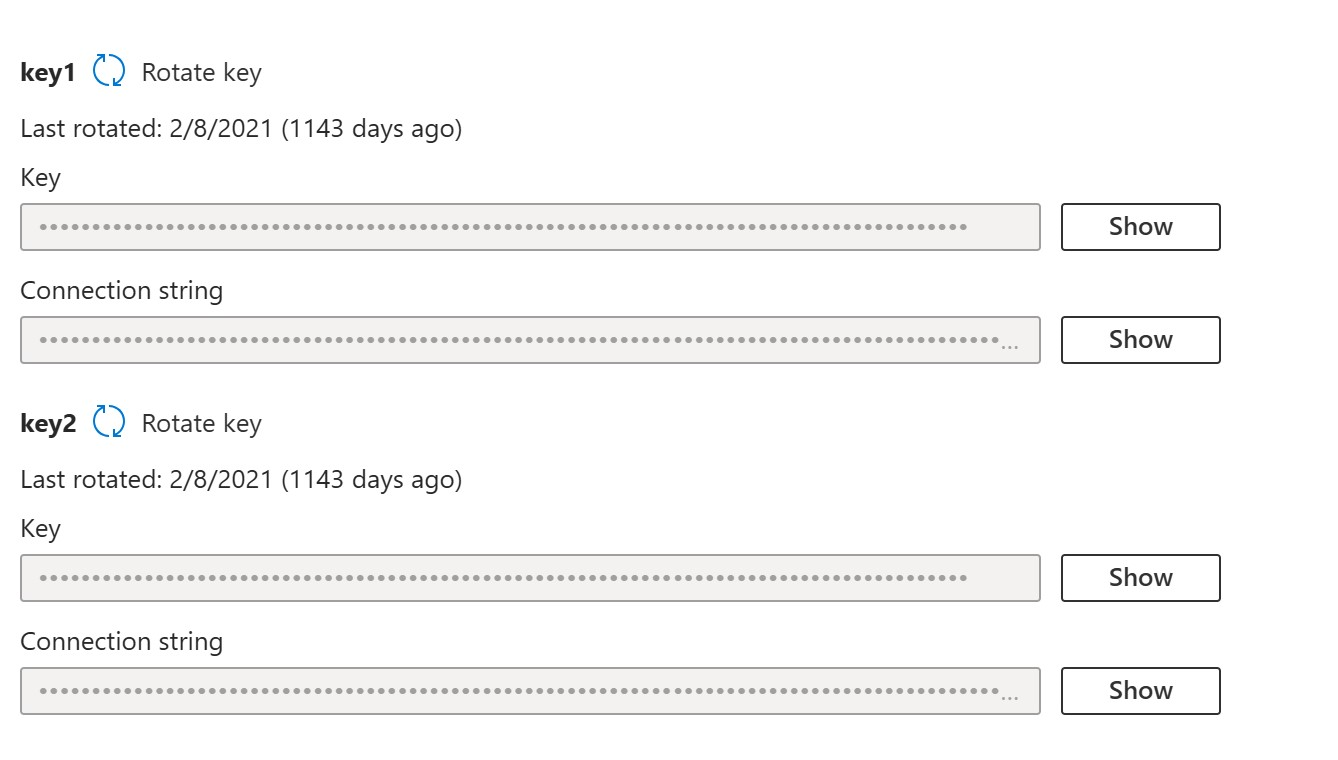 key1 Rotate key
Last rotated: 2/8/2021 (1143 days ago)
Key
Show
Connection string
... Show
key2 Rotate key
Last rotated: 2/8/2021 (1143 days ago)
Key
Show
Connection string
... Show